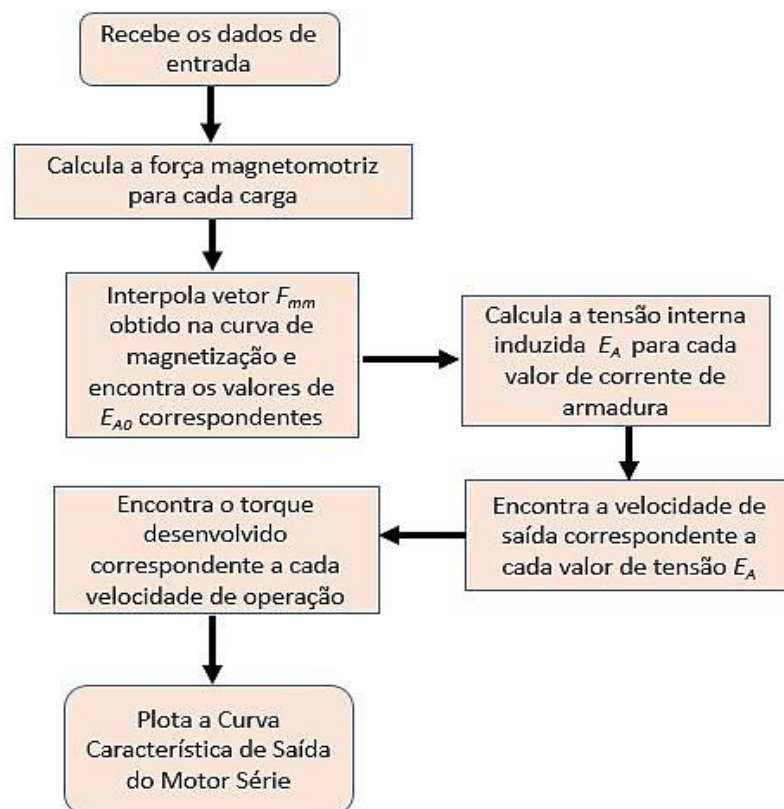 Recebe os dados de
entrada
Calcula a força magnetomotriz
para cada carga
Interpola vetor Fmm
obtido na curva de
magnetização e
encontra os valores de
EA0 correspondentes
Calcula a tensão interna
induzida EA para cada
valor de corrente de
armadura
Encontra a velocidade de
saída correspondente a
cada valor de tensão EA
Encontra o torque
desenvolvido
correspondente a cada
velocidade de operação
Plota a Curva
Característica de Saída
do Motor Série